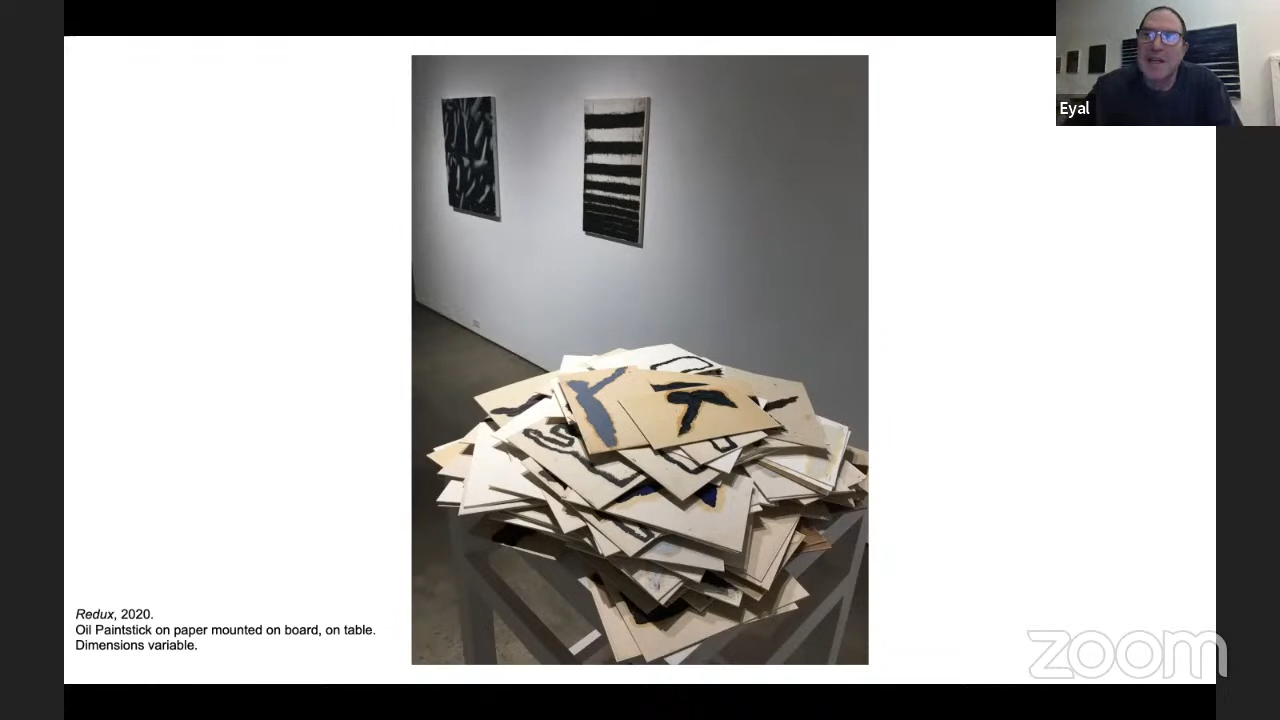 Eyal
Redux, 2020.
Oil Paintstick on paper mounted on board, on table.
Dimensions variable.
zoom